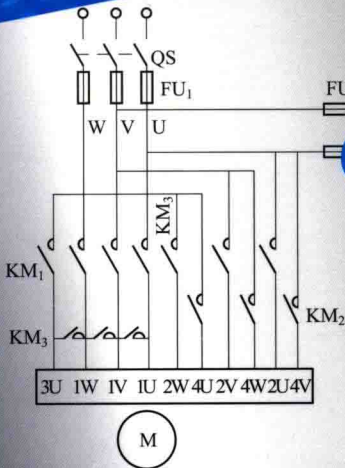 QS
FU₁
FU
W V U
KM₃
KM₁
KM₂
KM₃
3U 1W 1V 1U 2W 4U 2V 4W 2U 4V
M